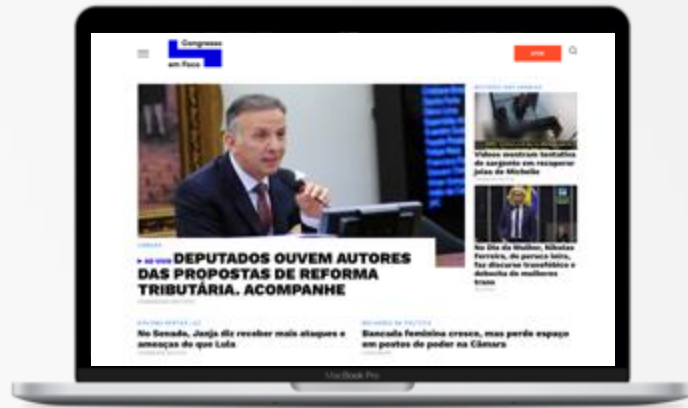 Congresso
em Foco
Vídeos mostram tentativa
de sargento em recuperar
joias de Michelle
No Dia da Mulher, Nikolas
Ferreira, de peruca loira,
faz discurso transfóbico e
debocha de mulheres
trans
AO VIVO DEPUTADOS OUVEM AUTORES
DAS PROPOSTAS DE REFORMA
TRIBUTÁRIA. ACOMPANHE
No Senado, Janja diz receber mais ataques e
ameaças do que Lula
Bancada feminina cresce, mas perde espaço
em postos de poder na Câmara
MacBook Pro